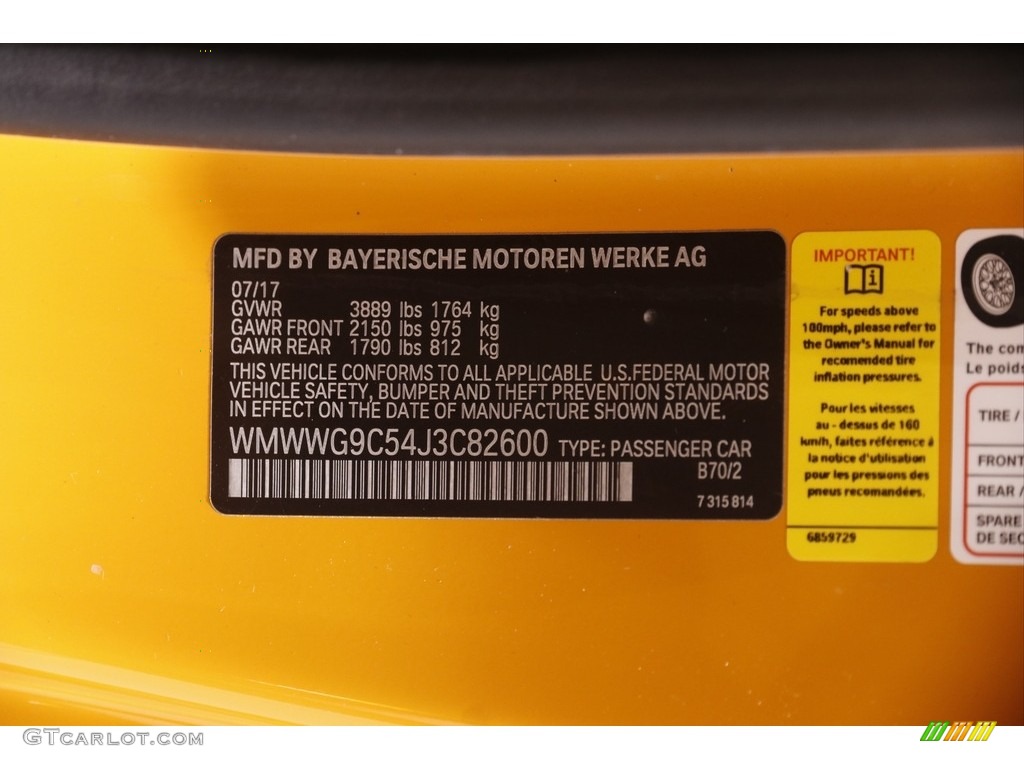 MFD BY BAYERISCHE MOTOREN WERKE AG
07/17
GVWR 3889 lbs 1764 kg
GAWR FRONT 2150 lbs 975 kg
GAWR REAR 1790 lbs 812 kg
THIS VEHICLE CONFORMS TO ALL APPLICABLE U.S.FEDERAL MOTOR
VEHICLE SAFETY, BUMPER AND THEFT PREVENTION STANDARDS
IN EFFECT ON THE DATE OF MANUFACTURE SHOWN ABOVE.
WMWWG9C54J3C82600 TYPE: PASSENGER CAR
B70/2
7 315 814
IMPORTANT!
For speeds above
100mph, please refer to
the Owner's Manual for
recomended tire
inflation pressures.
Pour les vitesses
au - dessus de 160
km/h, faites référence à
la notice d'utilisation
pour les pressions des
pneus recomandées.
6859729
The com
Le poids
TIRE /
FRONT
REAR /
SPARE
DE SEC
GTCARLOT.COM